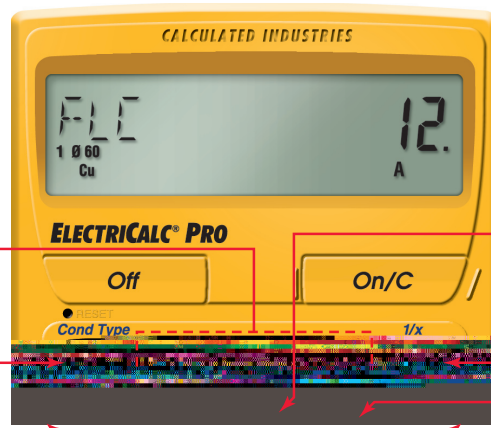 CALCULATED INDUSTRIES
FLC 12.
1 Ø 60
Cu A
ELECTRICALC® PRO
Off On/C
RESET
Cond Type 1/x